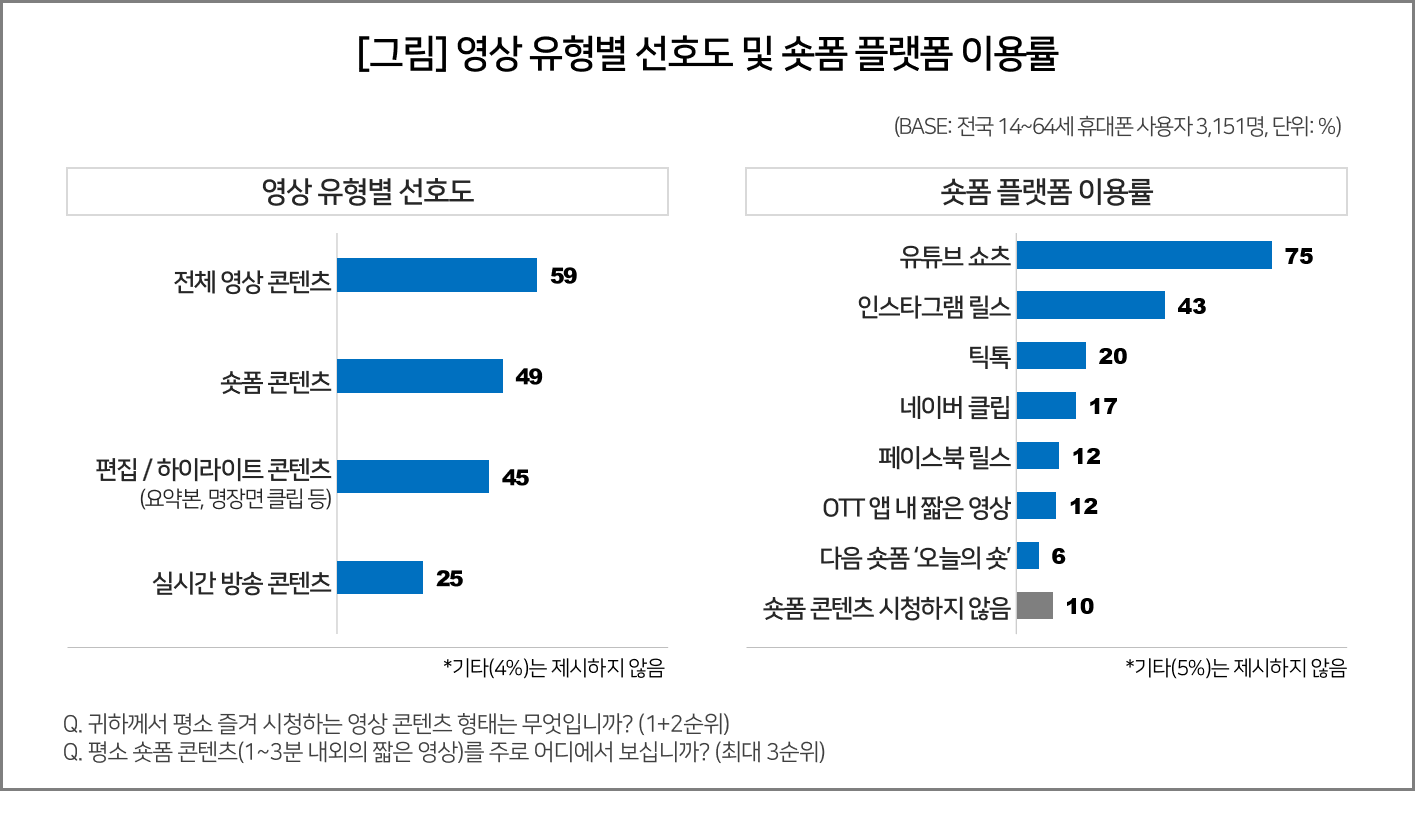 [그림] 영상 유형별 선호도 및 숏폼 플랫폼 이용률
(BASE: 전국 14~64세 휴대폰 사용자 3,151명, 단위: %)
영상 유형별 선호도
전체 영상 콘텐츠 59
숏폼 콘텐츠 49
편집 / 하이라이트 콘텐츠 45
(요약본, 명장면 클립 등)
실시간 방송 콘텐츠 25
*기타(4%)는 제시하지 않음
숏폼 플랫폼 이용률
유튜브 쇼츠 75
인스타그램 릴스 43
틱톡 20
네이버 클립 17
페이스북 릴스 12
OTT 앱 내 짧은 영상 12
다음 숏폼 ‘오늘의 숏’ 6
숏폼 콘텐츠 시청하지 않음 10
*기타(5%)는 제시하지 않음
Q. 귀하께서 평소 즐겨 시청하는 영상 콘텐츠 형태는 무엇입니까? (1+2순위)
Q. 평소 숏폼 콘텐츠(1~3분 내외의 짧은 영상)를 주로 어디에서 보십니까? (최대 3순위)